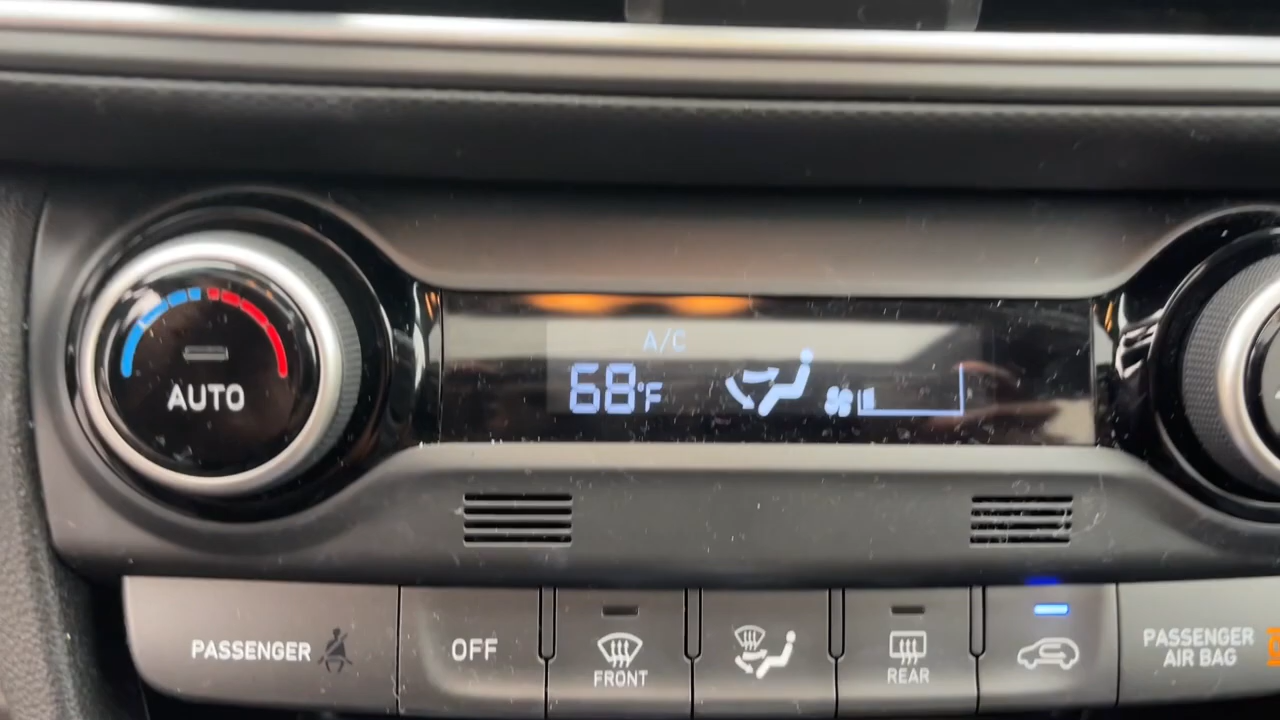 A/C
68°F
AUTO
PASSENGER
OFF
FRONT
REAR
PASSENGER
AIR BAG